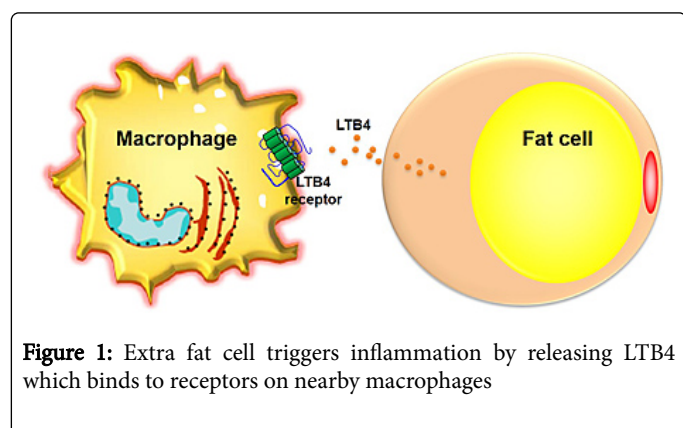 Macrophage
LTB4
receptor
LTB4
Fat cell
Figure 1: Extra fat cell triggers inflammation by releasing LTB4
which binds to receptors on nearby macrophages